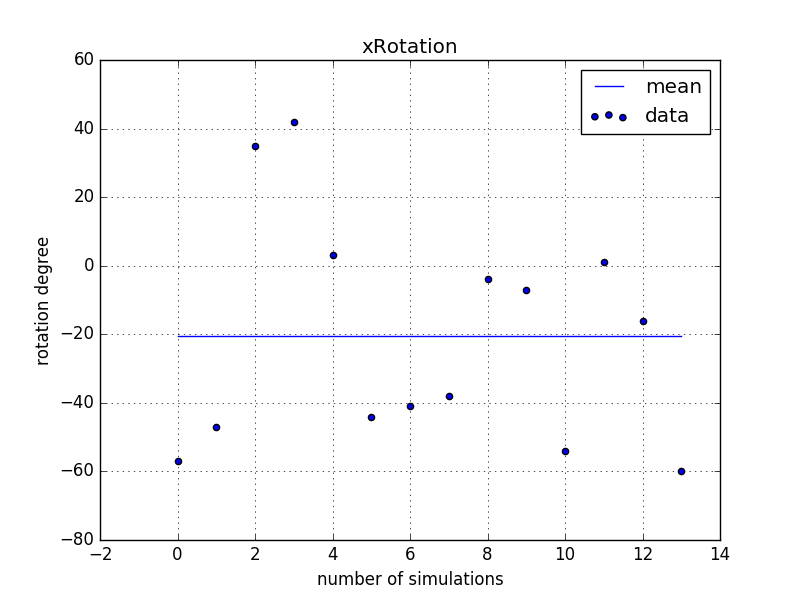 xRotation
mean
data
60
40
20
0
−20
−40
−60
−80
rotation degree
−2 0 2 4 6 8 10 12 14
number of simulations